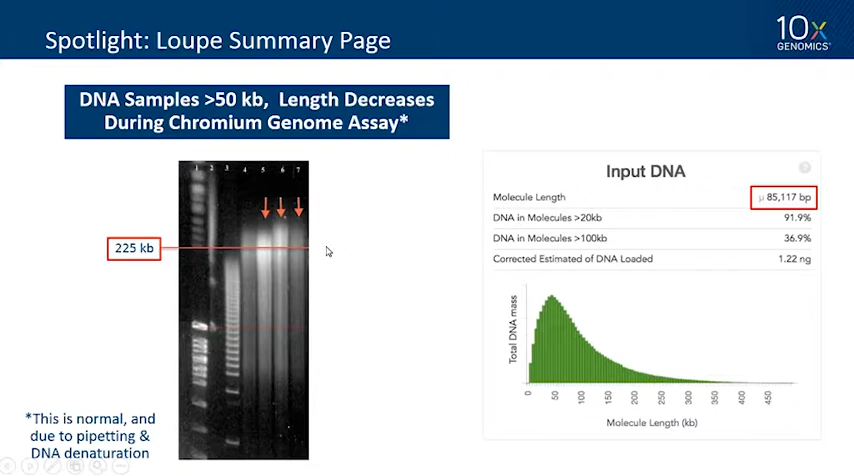 Spotlight: Loupe Summary Page
10x
GENOMICS
DNA Samples >50 kb, Length Decreases
During Chromium Genome Assay*
1 2 3 4 5 6 7
225 kb
*This is normal, and
due to pipetting &
DNA denaturation
Input DNA
?
Molecule Length μ 85,117 bp
DNA in Molecules >20kb 91.9%
DNA in Molecules >100kb 36.9%
Corrected Estimated of DNA Loaded 1.22 ng
Total DNA mass
0 50 100 150 200 250 300 350 400 450
Molecule Length (kb)